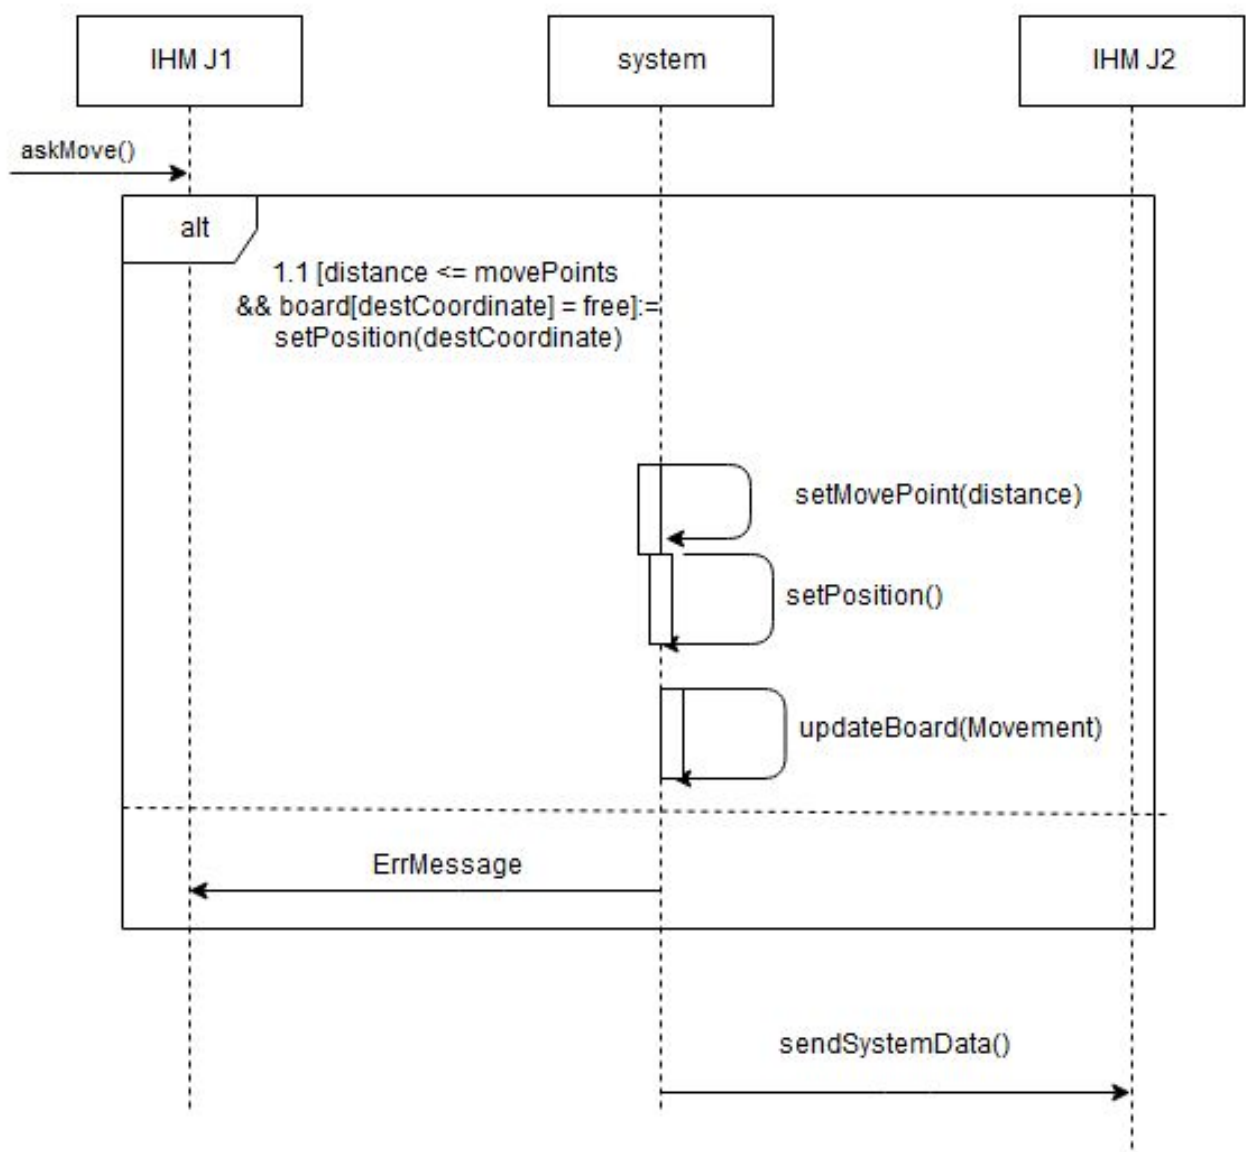 IHM J1
system
IHM J2
askMove()
alt
1.1 [distance <= movePoints
&& board[destCoordinate] = free]:=
setPosition(destCoordinate)
setMovePoint(distance)
setPosition()
updateBoard(Movement)
ErrMessage
sendSystemData()